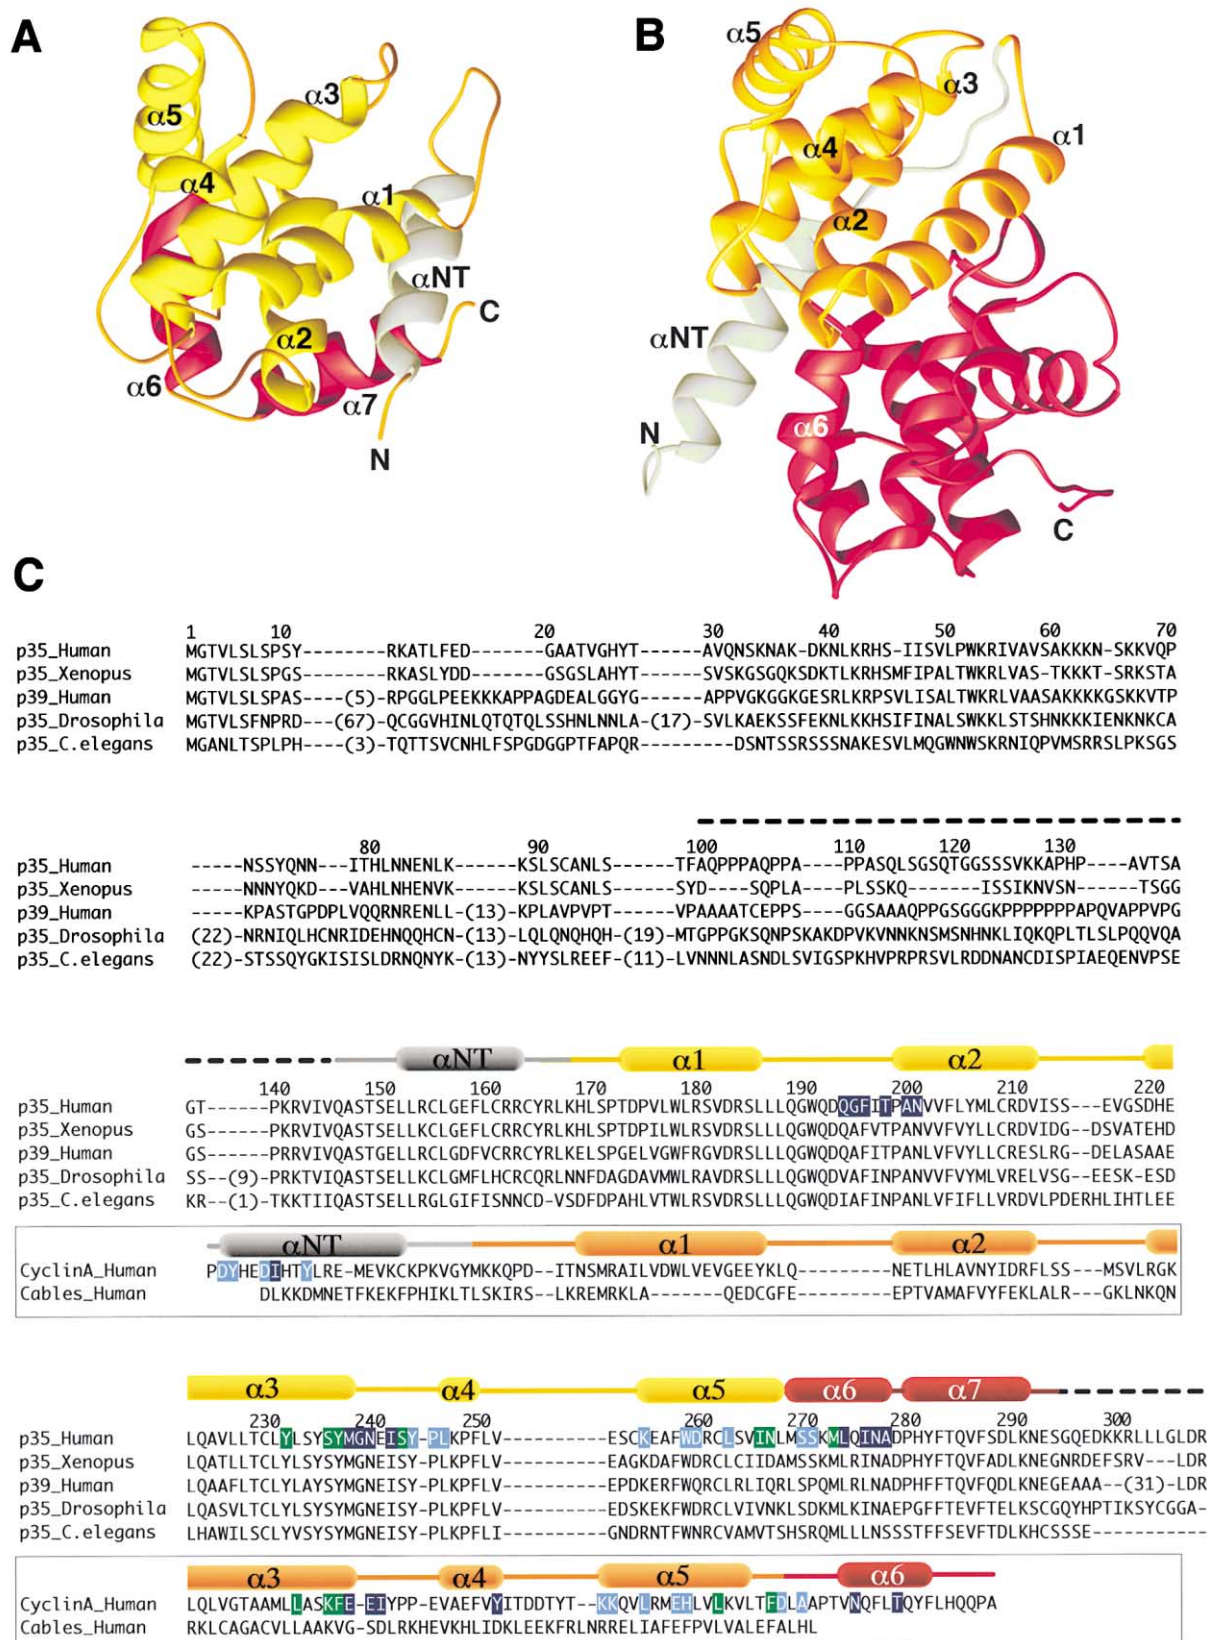 A
B
α5
α3
α4
α1
αNT
C
α2
α6
α7
N
α5
α3
α1
α4
α2
αNT
N
α6
C
C
1 10 20 30 40 50 60 70
p35_Human MGTVLSLSPSY--------RKATLFED-------GAATVGHYT-------AVQNSKNAK-DKNLKRHS-IISVLPWKRIVAVSAKKKN-SKKVQP
p35_Xenopus MGTVLSLSPGS--------RKASLYDD-------GSGSLAHYT-------SVSKGSGQKSDKTLKRHSMFIPALTWKRLVAS-TKKKT-SRKSTA
p39_Human MGTVLSLSPAS----(5)-RPGGLPEEKKKAPPAGDEALGGYG-------APPVGKGGKGESRLKRPSVLISALTWKRLVAASAKKKKGSKKVTP
p35_Drosophila MGTVLSFNPRD---(67)-QCGGVHINLQTQTQLSSHNLNNLA-(17)-SVLKAEKSSFEKNLKKHSIFINALSWKKLSTSHNKKKIENKNKCA
p35_C.elegans MGANLTSPLPH----(3)-TQTTSVCNHLFSPGDGGPTFAPQR---------DSNTSSRSSSNAKESVLMQGWNWSKRNIQPVMSRRSLPKSGS
80 90 100 110 120 130
p35_Human -----NSSYQNN---ITHLNNENLK------KSLSCANLS------TFAQPPPAQPPA----PPASQLSGSQTGGSSSVKKAPHP-----AVTSA
p35_Xenopus -----NNNYQKD---VAHLNHENVK------KSLSCANLS------SYD----SQPLA----PLSSKQ-------ISSIKNVSN------TSGG
p39_Human -----KPASTGPDPLVQQRNRENLL-(13)-KPLAVPVPT------VPAAAATCEPPS----GGSAAAQPPGSGGGKPPPPPPPAPQVAPPVPG
p35_Drosophila (22)-NRNIQLHCNRIDEHNQQHCN-(13)-LQLQNQHQH-(19)-MTGPPGKSQNPSKAKDPVKVNNKNSMSNHNKLIQKQPLTLSLPQQVQA
p35_C.elegans (22)-STSSQYGKISISLDRNQNYK-(13)-NYYSLREEF-(11)-LVNNNLASNDLSVIGSPKHVPRPRSVLRDDNANCDISPIAEQENVPSE
αNT α1 α2
140 150 160 170 180 190 200 210 220
p35_Human GT------PKRVIVQASTSELLRCLGEFLCRRCYRLKHLSPTDPVLWLRSVDRSLLLQGWQDQGFITPANVVFLYMLCRDVISS---EVGSDHE
p35_Xenopus GS------PKRVIVQASTSELLKCLGEFLCRRCYRLKHLSPTDPILWLRSVDRSLLLQGWQDQAFVTPANVVFVYLLCRDVIDG--DSVATEHD
p39_Human GS------PRRVIVQASTGELLRCLGDFVCRRCYRLKELSPGELVGWFRGVDRSLLLQGWQDQAFITPANLVFVYLLCRESLRG--DELASAAE
p35_Drosophila SS--(9)-PRKTVIQASTSELLKCLGMFLHCRCQRLNNFDAGDAVMWLRAVDRSLLLQGWQDVAFINPANVVFVYMLVRELVSG--EESK-ESD
p35_C.elegans KR--(1)-TKKTIIQASTSELLRGLGIFISNNCD-VSDFDPAHLVTWLRSVDRSLLLQGWQDIAFINPANLVFIFLLVRDVLPDERHLIHTLEE
αNT α1 α2
CyclinA_Human PDYHEDIHTYLRE-MEVKCKPKVGYMKKQPD--ITNSMRAILVDWLVEVGEEYKLQ---------NETLHLAVNYIDRFLSS---MSVLRGK
Cables_Human DLKKDMNETFKEKFPHIKLTLSKIRS--LKREMRKLA-------QEDCGFE---------EPTVAMAFVYFEKLALR---GKLNKQN
α3 α4 α5 α6 α7
230 240 250 260 270 280 290 300
p35_Human LQAVLLTCLYLSYSYMGNEISY-PLKPFLV-------------ESCKEAFWDRCLSVINLMSSKMLQINADPHYFTQVFSDLKNESGQEDKKRLLLGLDR
p35_Xenopus LQATLLTCLYLSYSYMGNEISY-PLKPFLV-------------EAGKDAFWDRCLCIIDAMSSKMLRINADPHYFTQVFADLKNEGNRDEFSRV---LDR
p39_Human LQAAFLTCLYLAYSYMGNEISY-PLKPFLV-------------EPDKERFWQRCLRLIQRLSPQMLRLNADPHFFTQVFQDLKNEGEAAA--(31)-LDR
p35_Drosophila LQASVLTCLYLSYSYMGNEISY-PLKPFLV-------------EDSKEKFWDRCLVIVNKLSDKMLKINAEPGFFTEVFTELKSCGQYHPTIKSYCGGA-
p35_C.elegans LHAWILSCLYVSYSYMGNEISY-PLKPFLI-------------GNDRNTFWNRCVAMVTSHSRQMLLLNSSSTFFSEVFTDLKHCSSSE-----------
α3 α4 α5 α6
CyclinA_Human LQLVGTAAMLLASKFE-EIYPP-EVAEFVYITDDTYT--KKQVLRMEHLVLKVLTFDLAAPTVNQFLTQYFLHQQPA
Cables_Human RKLCAGACVLLAAKVG-SDLRKHEVKHLIDKLEEKFRLNRRELIAFEFPVLVALEFALHL